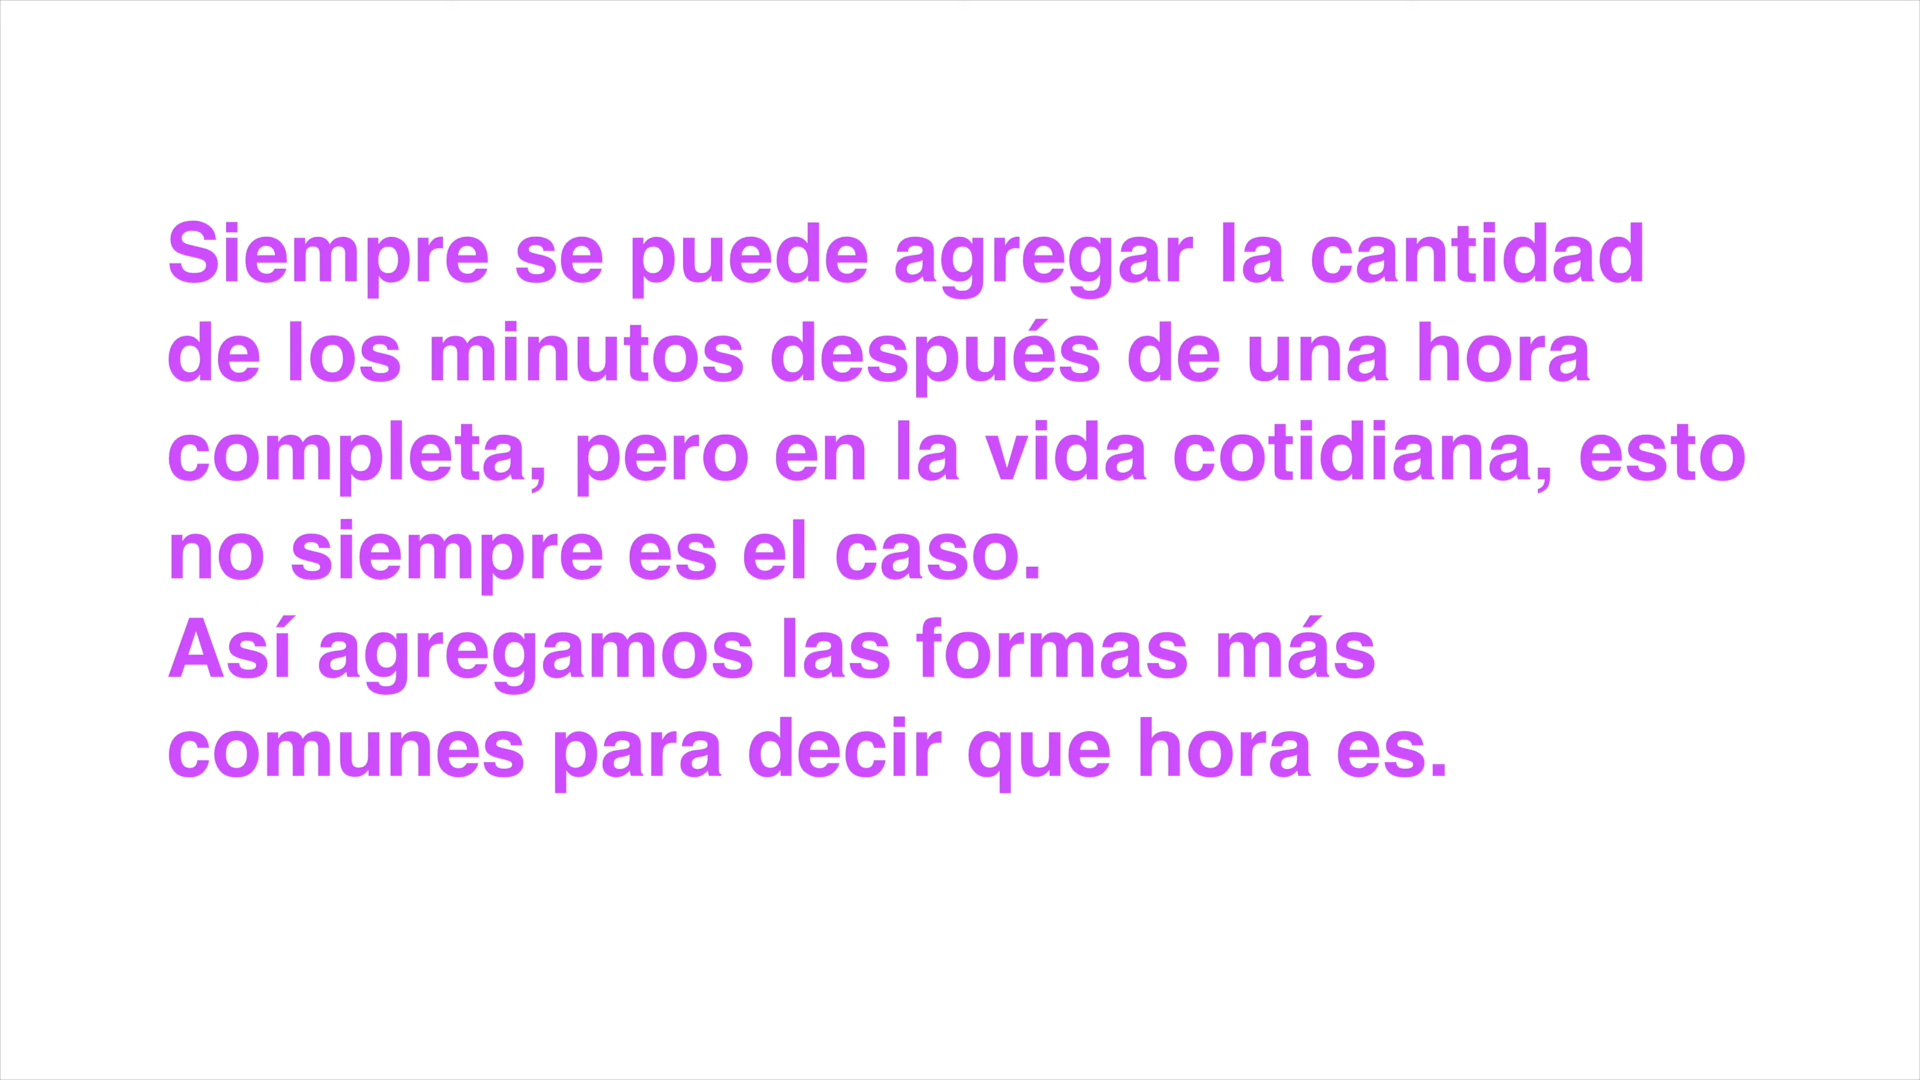 Siempre se puede agregar la cantidad
de los minutos después de una hora
completa, pero en la vida cotidiana, esto
no siempre es el caso.
Así agregamos las formas más
comunes para decir que hora es.